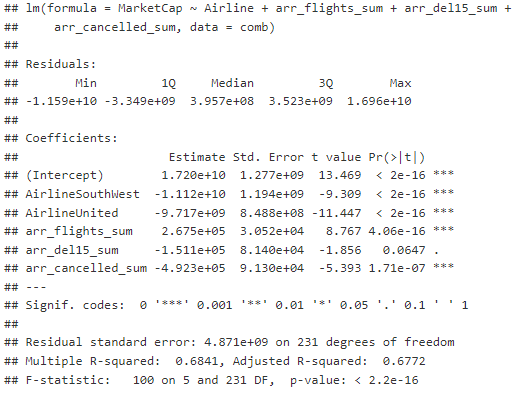 ## lm(formula = MarketCap ~ Airline + arr_flights_sum + arr_del15_sum +
##     arr_cancelled_sum, data = comb)
##
## Residuals:
##        Min         1Q     Median         3Q        Max
## -1.159e+10 -3.349e+09  3.957e+08  3.523e+09  1.696e+10
##
## Coefficients:
##                     Estimate Std. Error t value Pr(>|t|)
## (Intercept)        1.720e+10  1.277e+09  13.469  < 2e-16 ***
## AirlineSouthWest  -1.112e+10  1.194e+09  -9.309  < 2e-16 ***
## AirlineUnited     -9.717e+09  8.488e+08 -11.447  < 2e-16 ***
## arr_flights_sum    2.675e+05  3.052e+04   8.767 4.06e-16 ***
## arr_del15_sum     -1.511e+05  8.140e+04  -1.856   0.0647 .
## arr_cancelled_sum -4.923e+05  9.130e+04  -5.393 1.71e-07 ***
## ---
## Signif. codes:  0 '***' 0.001 '**' 0.01 '*' 0.05 '.' 0.1 ' ' 1
##
## Residual standard error: 4.871e+09 on 231 degrees of freedom
## Multiple R-squared:  0.6841, Adjusted R-squared:  0.6772
## F-statistic:   100 on 5 and 231 DF,  p-value: < 2.2e-16